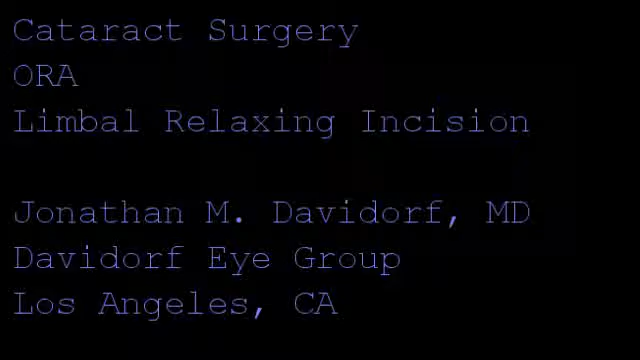 Cataract Surgery
ORA
Limbal Relaxing Incision
Jonathan M. Davidorf, MD
Davidorf Eye Group
Los Angeles, CA